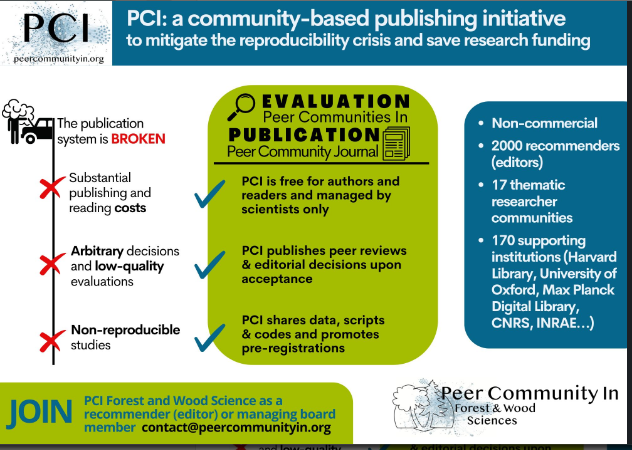 PCI
peercommunityin.org
PCI: a community-based publishing initiative
to mitigate the reproducibility crisis and save research funding
The publication
system is BROKEN
Substantial
publishing and
reading costs
Arbitrary decisions
and low-quality
evaluations
Non-reproducible
studies
EVALUATION
Peer Communities In
PUBLICATION
Peer Community Journal
PCI is free for authors and
readers and managed by
scientists only
PCI publishes peer reviews
& editorial decisions upon
acceptance
PCI shares data, scripts
& codes and promotes
pre-registrations
• Non-commercial
• 2000 recommenders
(editors)
• 17 thematic
researcher
communities
• 170 supporting
institutions (Harvard
Library, University of
Oxford, Max Planck
Digital Library,
CNRS, INRAE...)
JOIN
PCI Forest and Wood Science as a
recommender (editor) or managing board
member contact@peercommunityin.org
Peer Community In
Forest & Wood
Sciences